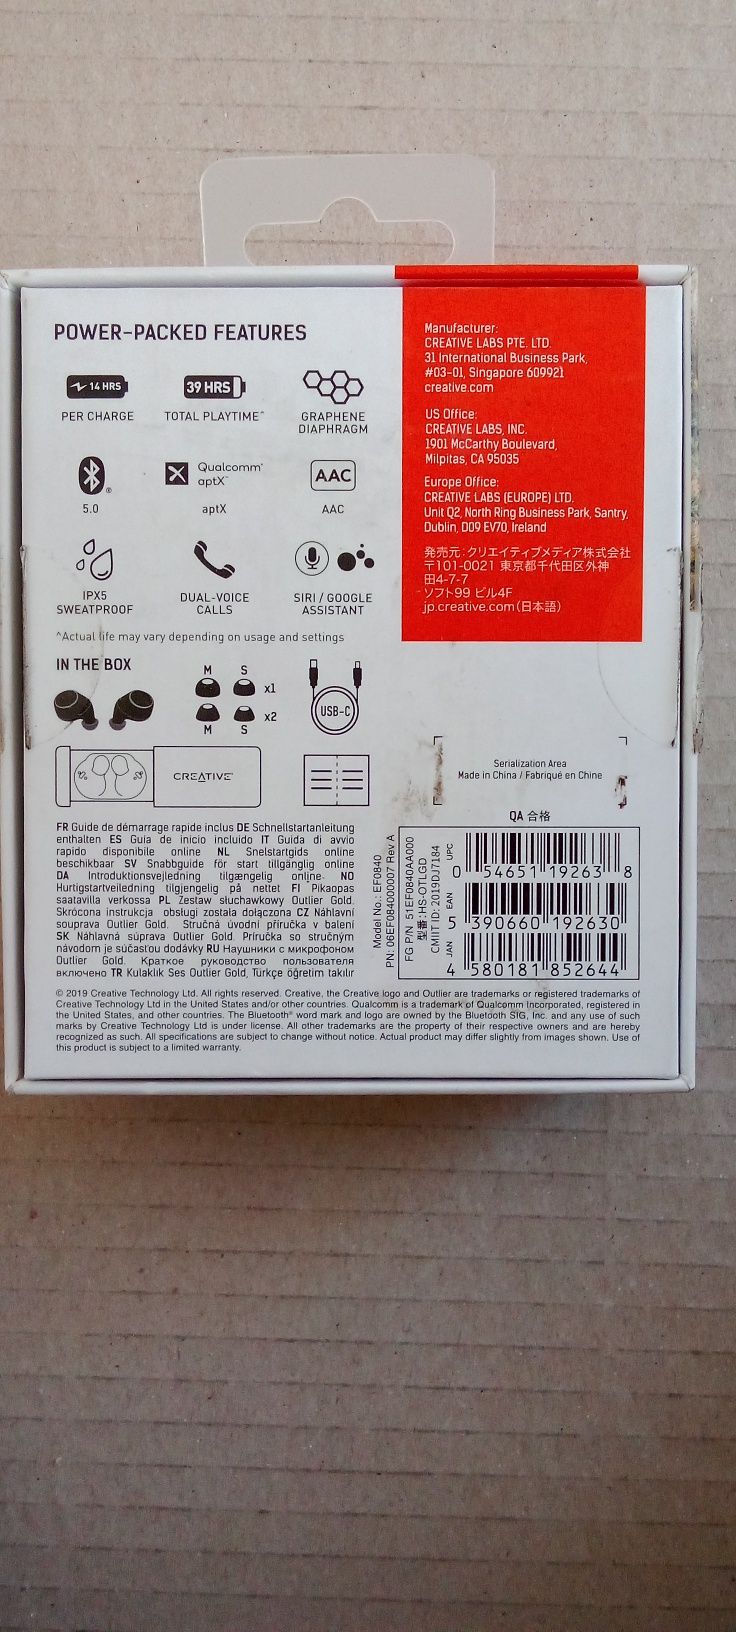 POWER-PACKED FEATURES
14 HRS
PER CHARGE
39 HRS
TOTAL PLAYTIME^
GRAPHENE
DIAPHRAGM
5.0
Qualcomm®
aptX™
aptX
AAC
AAC
IPX5
SWEATPROOF
DUAL-VOICE
CALLS
SIRI / GOOGLE
ASSISTANT
^Actual life may vary depending on usage and settings
IN THE BOX
M S
x1
x2
M S
USB-C
CREATIVE
Manufacturer:
CREATIVE LABS PTE. LTD.
31 International Business Park,
#03-01, Singapore 609921
creative.com
US Office:
CREATIVE LABS, INC.
1901 McCarthy Boulevard,
Milpitas, CA 95035
Europe Office:
CREATIVE LABS (EUROPE) LTD.
Unit Q2, North Ring Business Park, Santry,
Dublin, D09 EV70, Ireland
発売元:クリエイティブメディア株式会社
〒101-0021 東京都千代田区外神
田4-7-7
ソフト99 ビル4F
jp.creative.com(日本語)
Serialization Area
Made in China / Fabriqué en Chine
QA 合格
FR Guide de démarrage rapide inclus DE Schnellstartanleitung
enthalten ES Guia de inicio incluido IT Guida di avvio
rapido disponibile online NL Snelstartgids online
beschikbaar SV Snabbguide för start tillgänglig online
DA Introduktionsvejledning tilgængelig online NO
Hurtigstartveiledning tilgjengelig på nettet FI Pikaopas
saatavilla verkossa PL Zestaw słuchawkowy Outlier Gold.
Skrócona instrukcja obsługi została dołączona CZ Náhlavní
souprava Outlier Gold. Stručná úvodní příručka v balení
SK Náhlavná súprava Outlier Gold. Príručka so stručným
návodom je súčasťou dodávky RU Наушники с микрофоном
Outlier Gold. Краткое руководство пользователя
включено TR Kulaklık Ses Outlier Gold, Türkçe öğretim takılır
Model No.: EF0840
PN: 06EF084000007 Rev A
FG P/N 51EF0840AA000
型番:HS-OTLGD
CMIIT ID: 2019DJ7184
UPC
0 54651 19263 8
EAN
5 390660 192630
JAN
4 580181 852644
© 2019 Creative Technology Ltd. All rights reserved. Creative, the Creative logo and Outlier are trademarks or registered trademarks of
Creative Technology Ltd in the United States and/or other countries. Qualcomm is a trademark of Qualcomm Incorporated, registered in
the United States, and other countries. The Bluetooth® word mark and logo are owned by the Bluetooth SIG, Inc. and any use of such
marks by Creative Technology Ltd is under license. All other trademarks are the property of their respective owners and are hereby
recognized as such. All specifications are subject to change without notice. Actual product may differ slightly from images shown. Use of
this product is subject to a limited warranty.